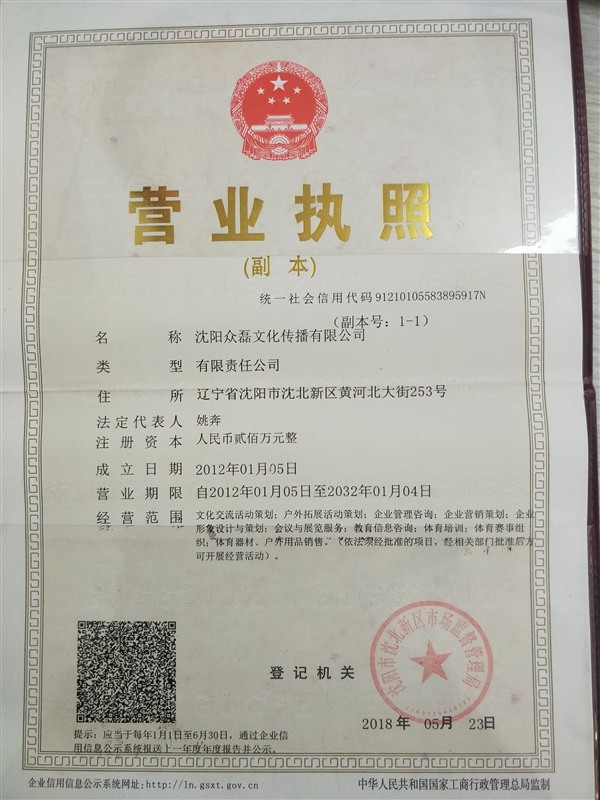 营业执照
(副 本)
统一社会信用代码 91210105583895917N
(副本号：1-1)
名 称 沈阳众磊文化传播有限公司
类 型 有限责任公司
住 所 辽宁省沈阳市沈北新区黄河北大街253号
法定代表人 姚奔
注册资本 人民币贰佰万元整
成立日期 2012年01月05日
营业期限 自2012年01月05日至2032年01月04日
经营范围 文化交流活动策划；户外拓展活动策划；企业管理咨询；企业营销策划；企业
形象设计与策划；会议与展览服务；教育信息咨询；体育培训；体育赛事组
织；体育器材、户外用品销售。（依法须经批准的项目，经相关部门批准后方
可开展经营活动）。
登记机关
沈阳市沈北新区市场监督管理局
2018 年 05月 23日
提示：应当于每年1月1日至6月30日，通过企业信
用信息公示系统报送上一年度年度报告并公示。
企业信用信息公示系统网址:http://ln.gsxt.gov.cn
中华人民共和国国家工商行政管理总局监制